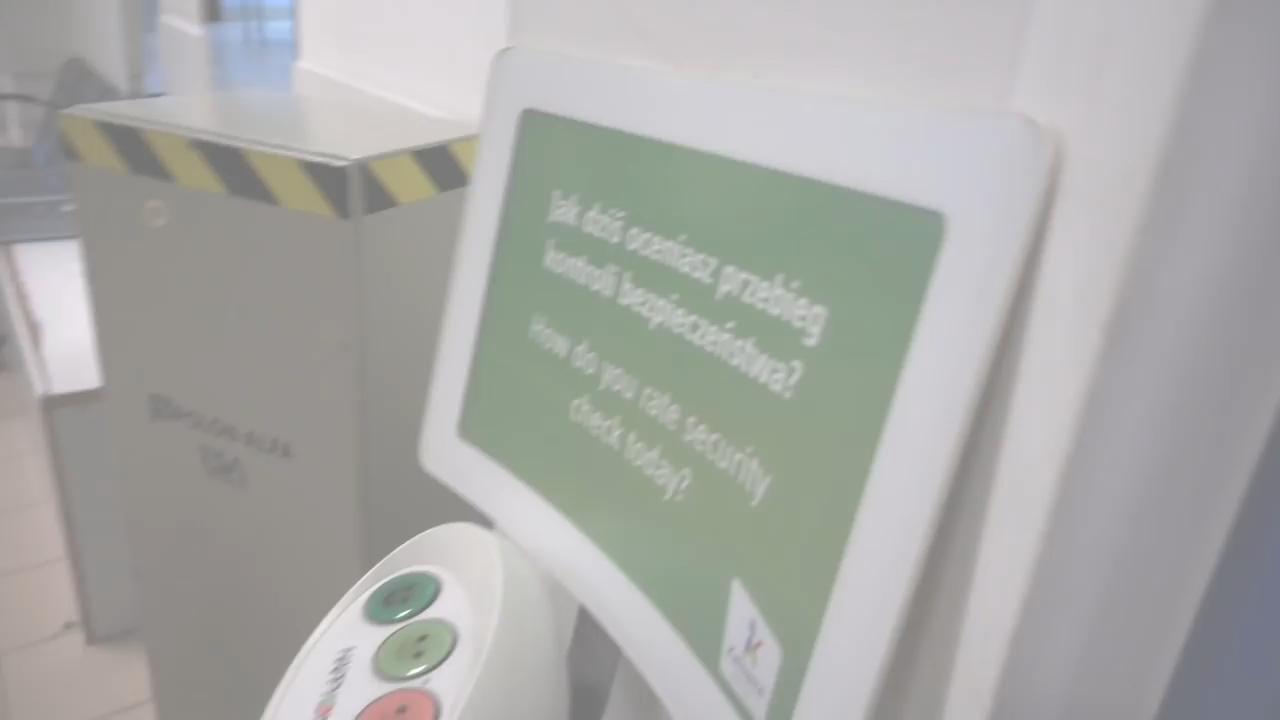 Jak dziś oceniasz przebieg
kontroli bezpieczeństwa?
How do you rate security
check today?